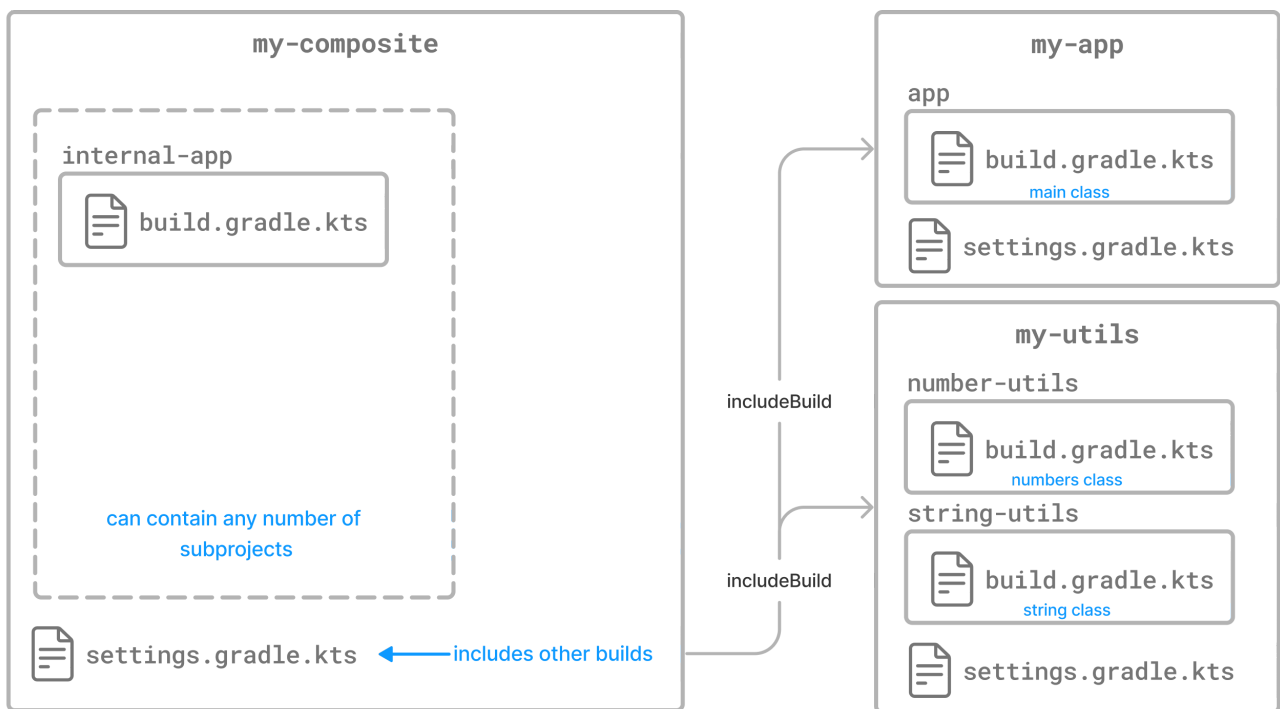 my-composite
internal-app
build.gradle.kts
can contain any number of
subprojects
settings.gradle.kts
includes other builds
includeBuild
includeBuild
my-app
app
build.gradle.kts
main class
settings.gradle.kts
my-utils
number-utils
build.gradle.kts
numbers class
string-utils
build.gradle.kts
string class
settings.gradle.kts